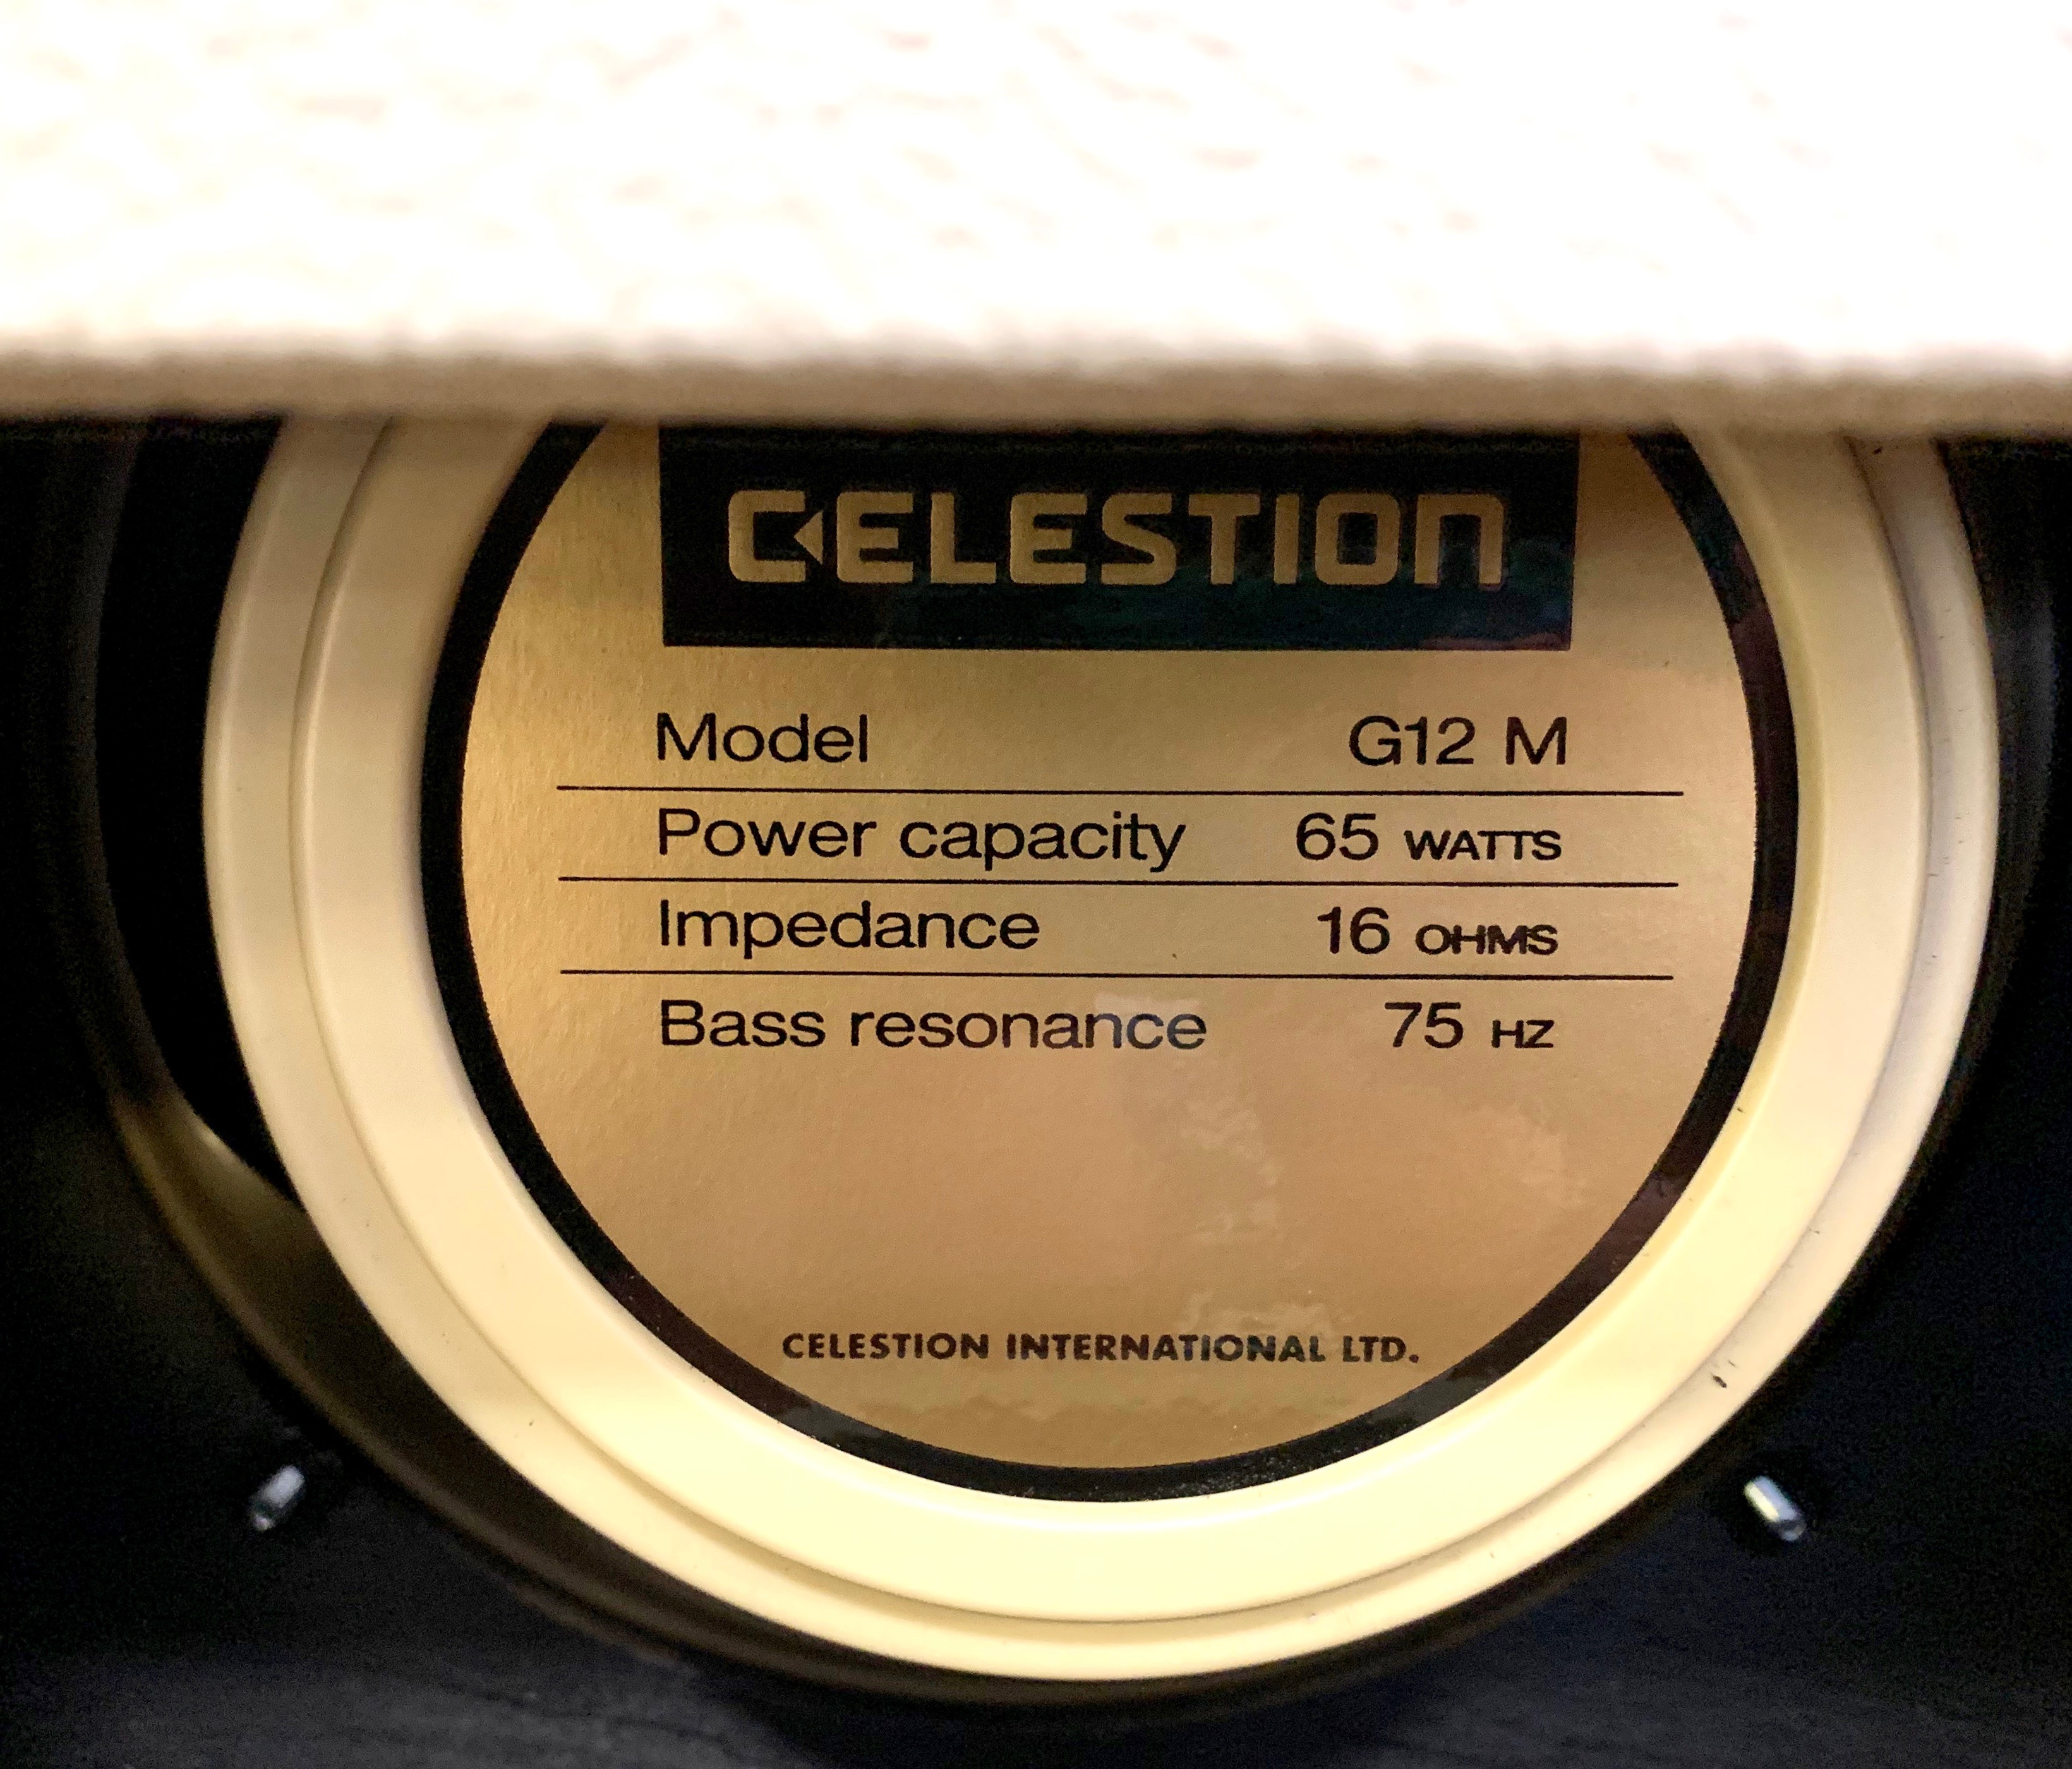 CELESTION
Model G12 M
Power capacity 65 WATTS
Impedance 16 OHMS
Bass resonance 75 HZ
CELESTION INTERNATIONAL LTD.